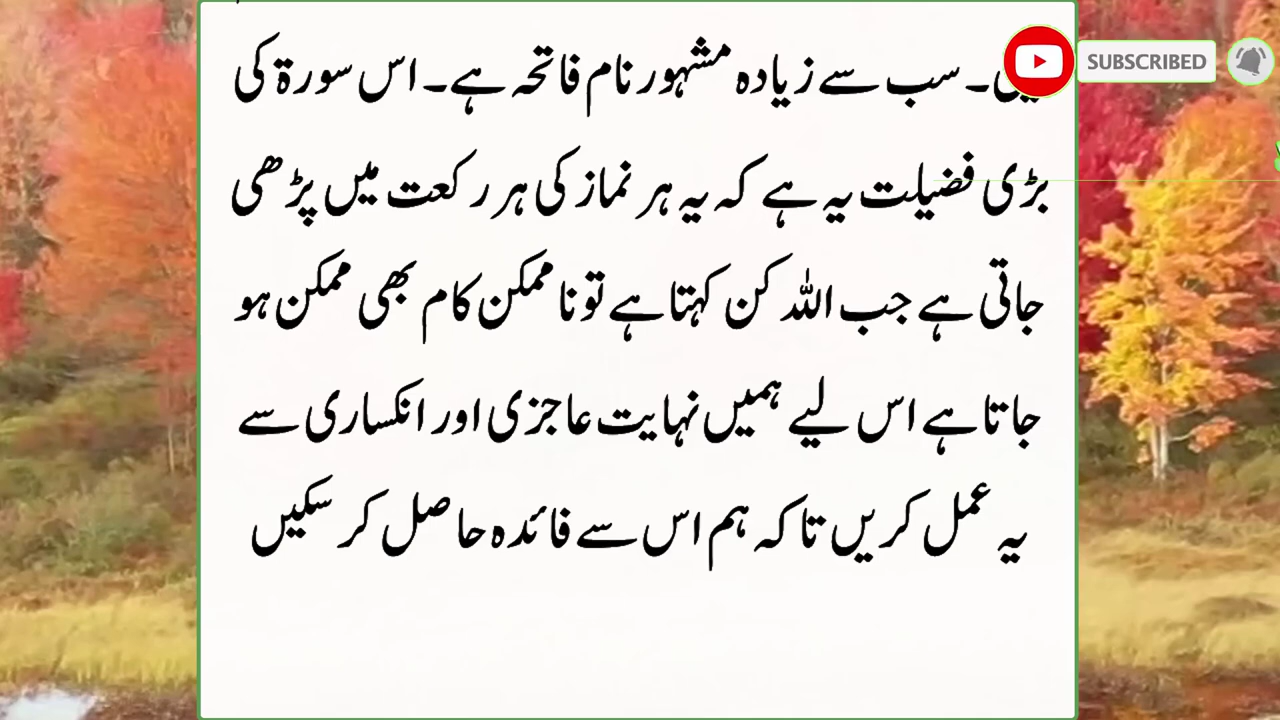 ۔ سب سے زیادہ مشہور نام فاتحہ ہے۔ اس سورۃ کی
SUBSCRIBED
بڑی فضیلت یہ ہے کہ یہ ہر نماز کی ہر رکعت میں پڑھی
جاتی ہے جب اللہ کن کہتا ہے تو ناممکن کام بھی ممکن ہو
جاتا ہے اس لیے ہمیں نہایت عاجزی اور انکساری سے
یہ عمل کریں تاکہ ہم اس سے فائدہ حاصل کر سکیں